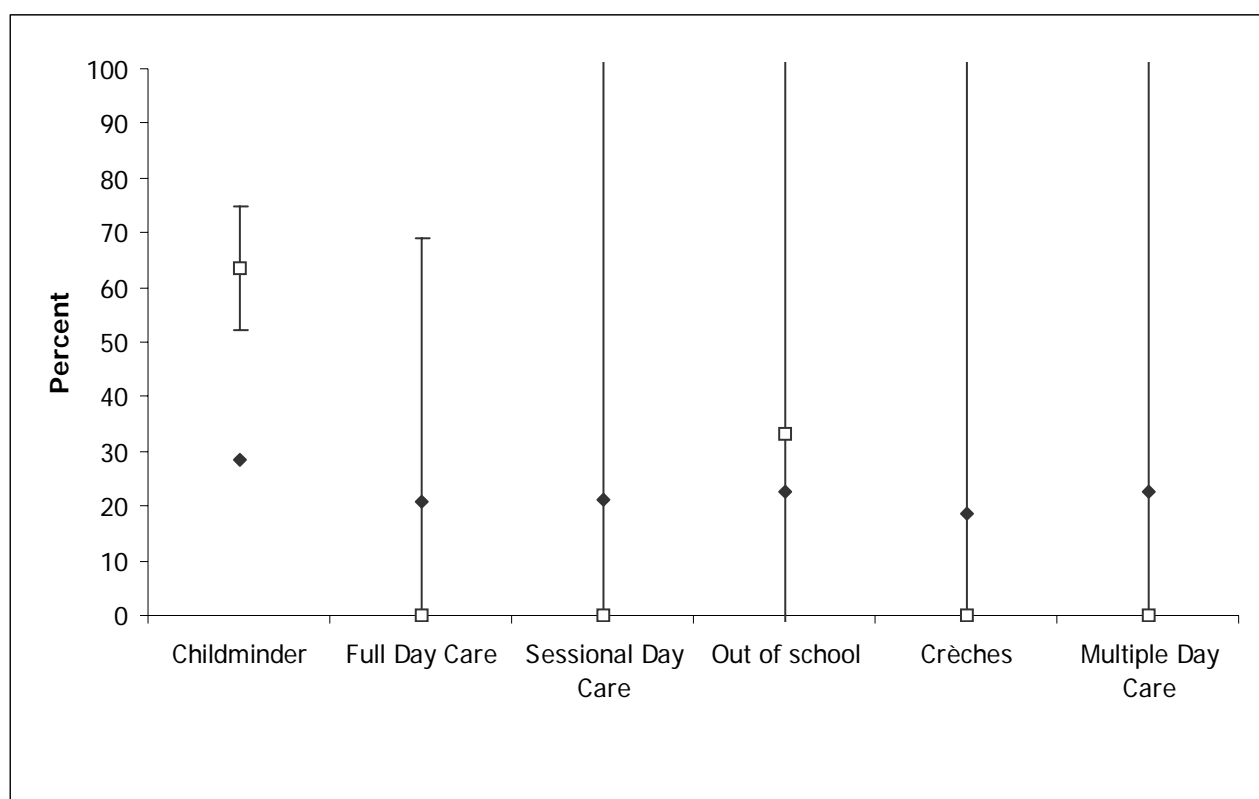 100
90
80
70
60
50
40
30
20
10
0
Percent
Childminder
Full Day Care
Sessional Day
Care
Out of school
Crèches
Multiple Day
Care